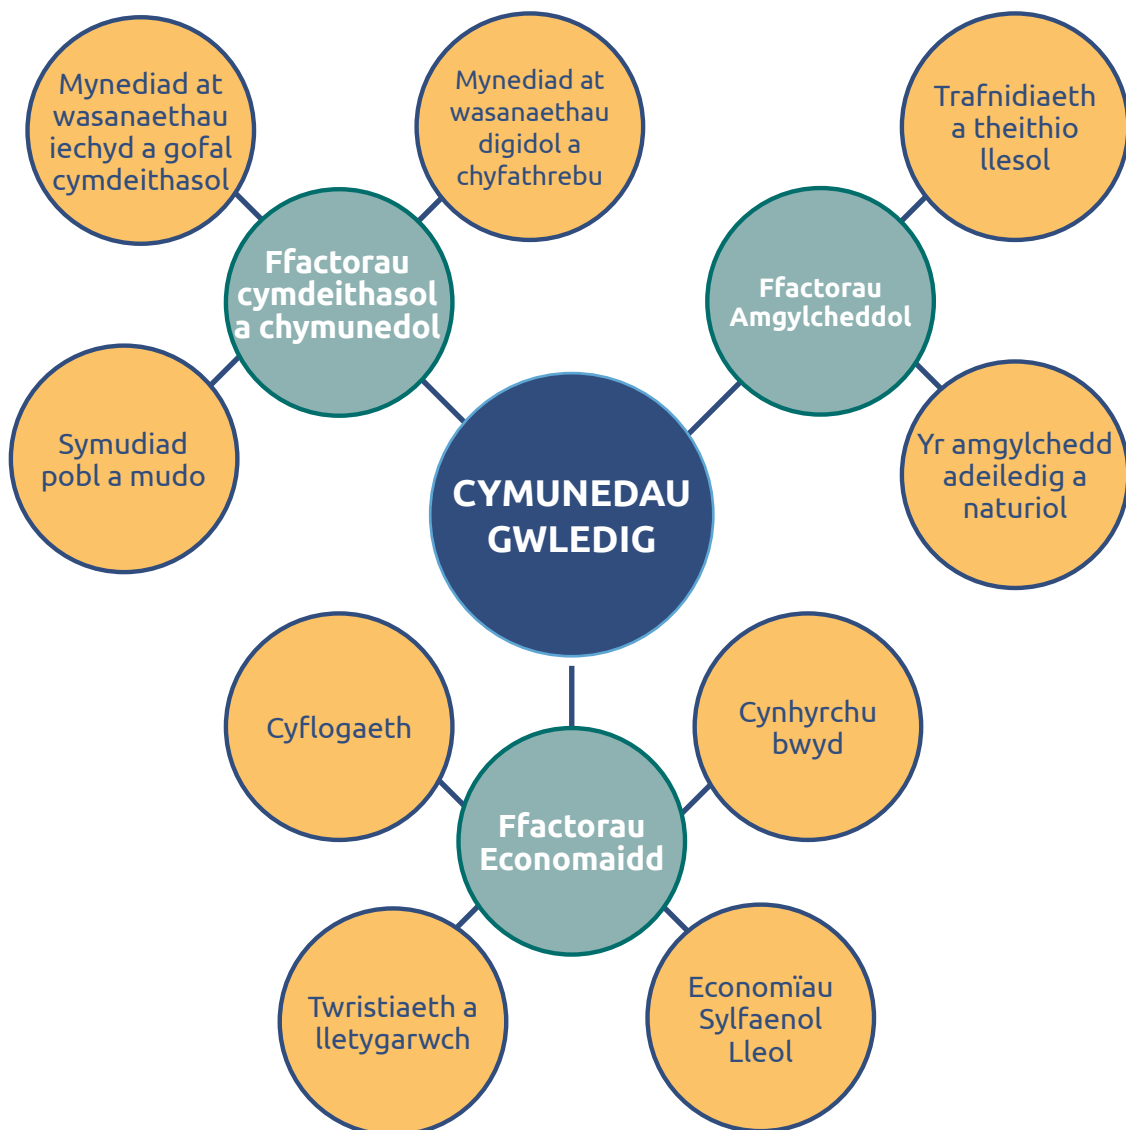 Mynediad at
wasanaethau
iechyd a gofal
cymdeithasol
Mynediad at
wasanaethau
digidol a
chyfathrebu
Trafnidiaeth
a theithio
llesol
Ffactorau
cymdeithasol
a chymunedol
Ffactorau
Amgylcheddol
Symudiad
pobl a mudo
Yr amgylchedd
adeiledig a
naturiol
CYMUNEDAU
GWLEDIG
Cyflogaeth
Cynhyrchu
bwyd
Ffactorau
Economaidd
Twristiaeth a
lletygarwch
Economïau
Sylfaenol
Lleol